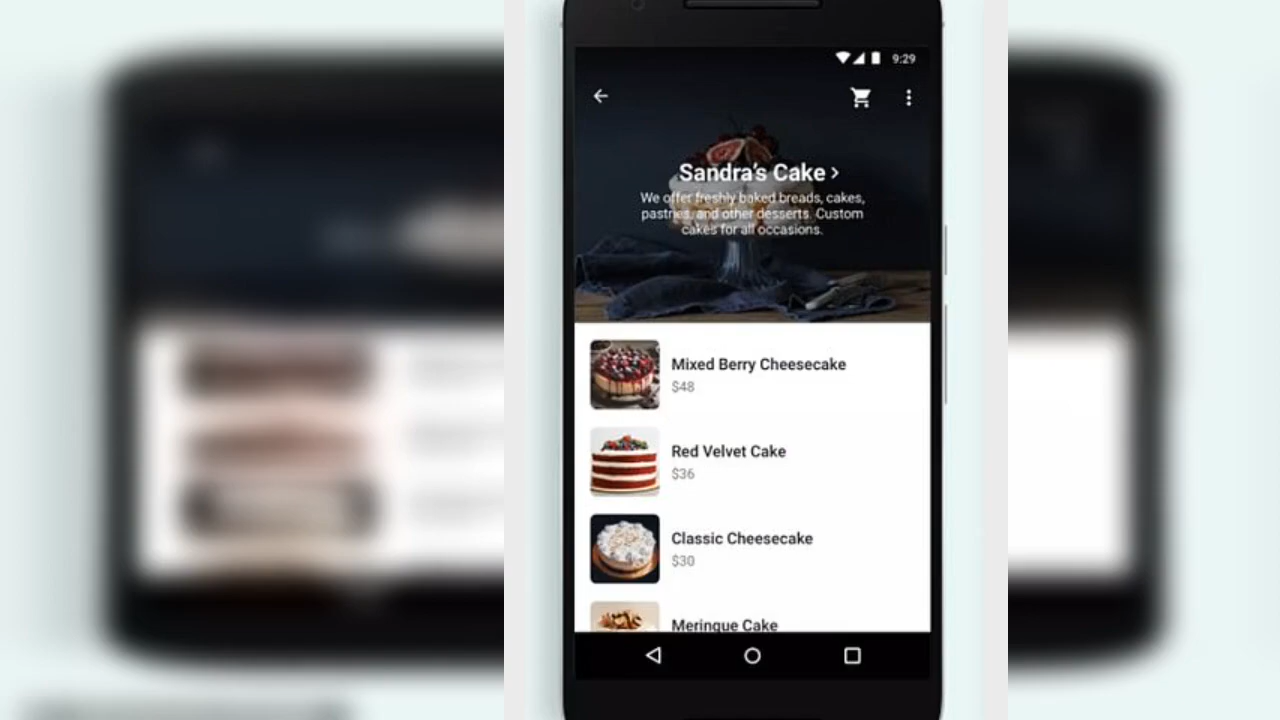 9:29
Sandra's Cake >
We offer freshly baked breads, cakes,
pastries, and other desserts. Custom
cakes for all occasions.
Mixed Berry Cheesecake
$48
Red Velvet Cake
$36
Classic Cheesecake
$30
Meringue Cake